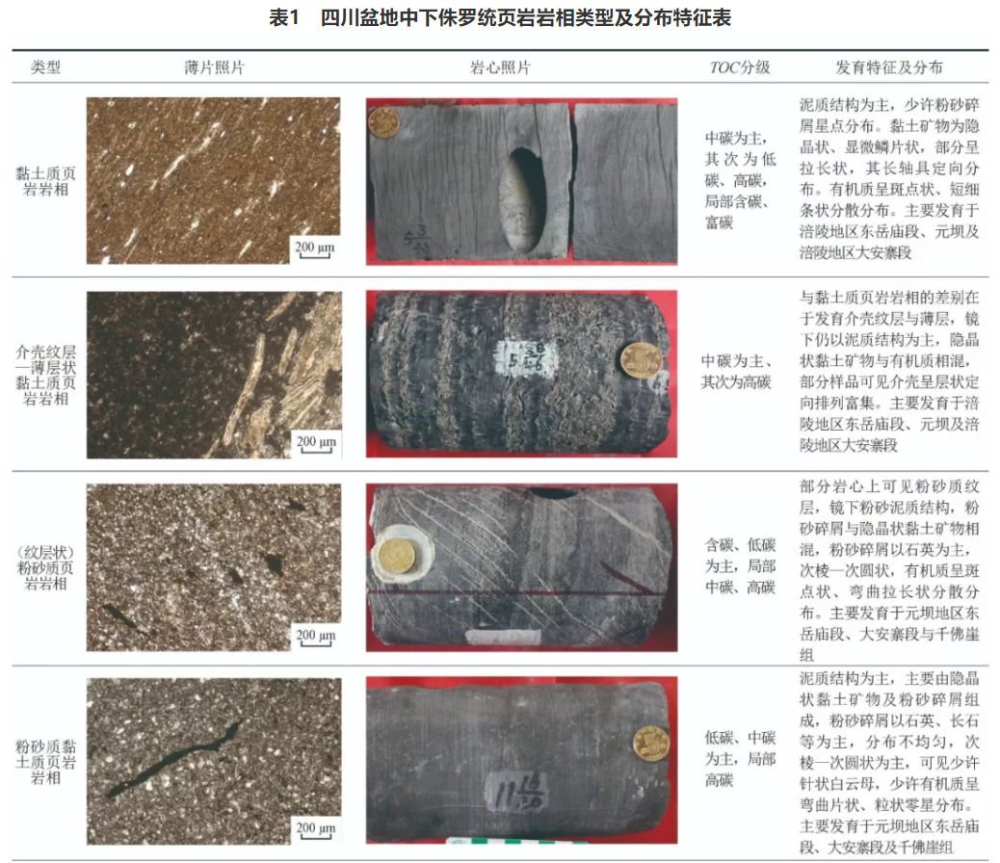 表1 四川盆地中下侏罗统页岩岩相类型及分布特征表
类型
薄片照片
岩心照片
TOC分级
发育特征及分布
黏土质页
岩岩相
200 μm
中碳为主，
其次为低
碳、高碳，
局部含碳、
富碳
泥质结构为主，少许粉砂碎
屑星点分布。黏土矿物为隐
晶状、显微鳞片状，部分呈
拉长状，其长轴具定向分
布。有机质呈斑点状、短细
条状分散分布。主要发育于
涪陵地区东岳庙段、元坝及
涪陵地区大安寨段
介壳纹层
—薄层状
黏土质页
岩岩相
200 μm
中碳为主、
其次为高碳
与黏土质页岩岩相的差别在
于发育介壳纹层与薄层，镜
下仍以泥质结构为主，隐晶
状黏土矿物与有机质相混，
部分样品可见介壳呈层状定
向排列富集。主要发育于涪
陵地区东岳庙段、元坝及涪
陵地区大安寨段
（纹层状）
粉砂质页
岩岩相
200 μm
含碳、低碳
为主，局部
中碳、高碳
部分岩心上可见粉砂质纹
层，镜下粉砂泥质结构，粉
砂碎屑与隐晶状黏土矿物相
混，粉砂碎屑以石英为主，
次棱—次圆状，有机质呈斑
点状、弯曲拉长状分散分
布。主要发育于元坝地区东
岳庙段、大安寨段与千佛崖
组
粉砂质黏
土质页岩
岩相
200 μm
11 16
低碳、中碳
为主，局部
高碳
泥质结构为主，主要由隐晶
状黏土矿物及粉砂碎屑组
成，粉砂碎屑以石英、长石
等为主，分布不均匀，次
棱—次圆状为主，可见少许
针状白云母，少许有机质呈
弯曲片状、粒状零星分布。
主要发育于元坝地区东岳庙
段、大安寨段及千佛崖组